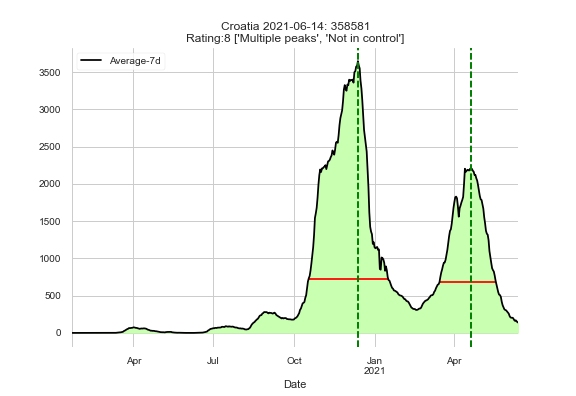 Croatia 2021-06-14: 358581
Rating:8 ['Multiple peaks', 'Not in control']
Average-7d
3500
3000
2500
2000
1500
1000
500
0
Apr Jul Oct Jan Apr
2021
Date